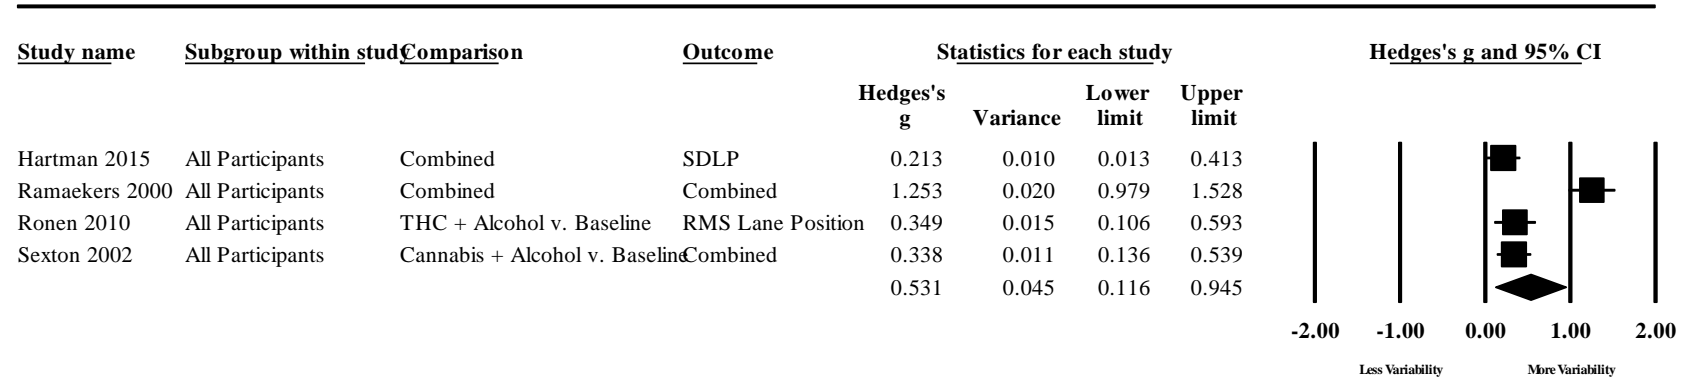 Study name Subgroup within study Comparison Outcome Statistics for each study Hedges's g and 95% CI
Hedges's g Variance Lower limit Upper limit
Hartman 2015 All Participants Combined SDLP 0.213 0.010 0.013 0.413
Ramaekers 2000 All Participants Combined Combined 1.253 0.020 0.979 1.528
Ronen 2010 All Participants THC + Alcohol v. Baseline RMS Lane Position 0.349 0.015 0.106 0.593
Sexton 2002 All Participants Cannabis + Alcohol v. Baseline Combined 0.338 0.011 0.136 0.539
0.531 0.045 0.116 0.945
-2.00 -1.00 0.00 1.00 2.00
Less Variability More Variability